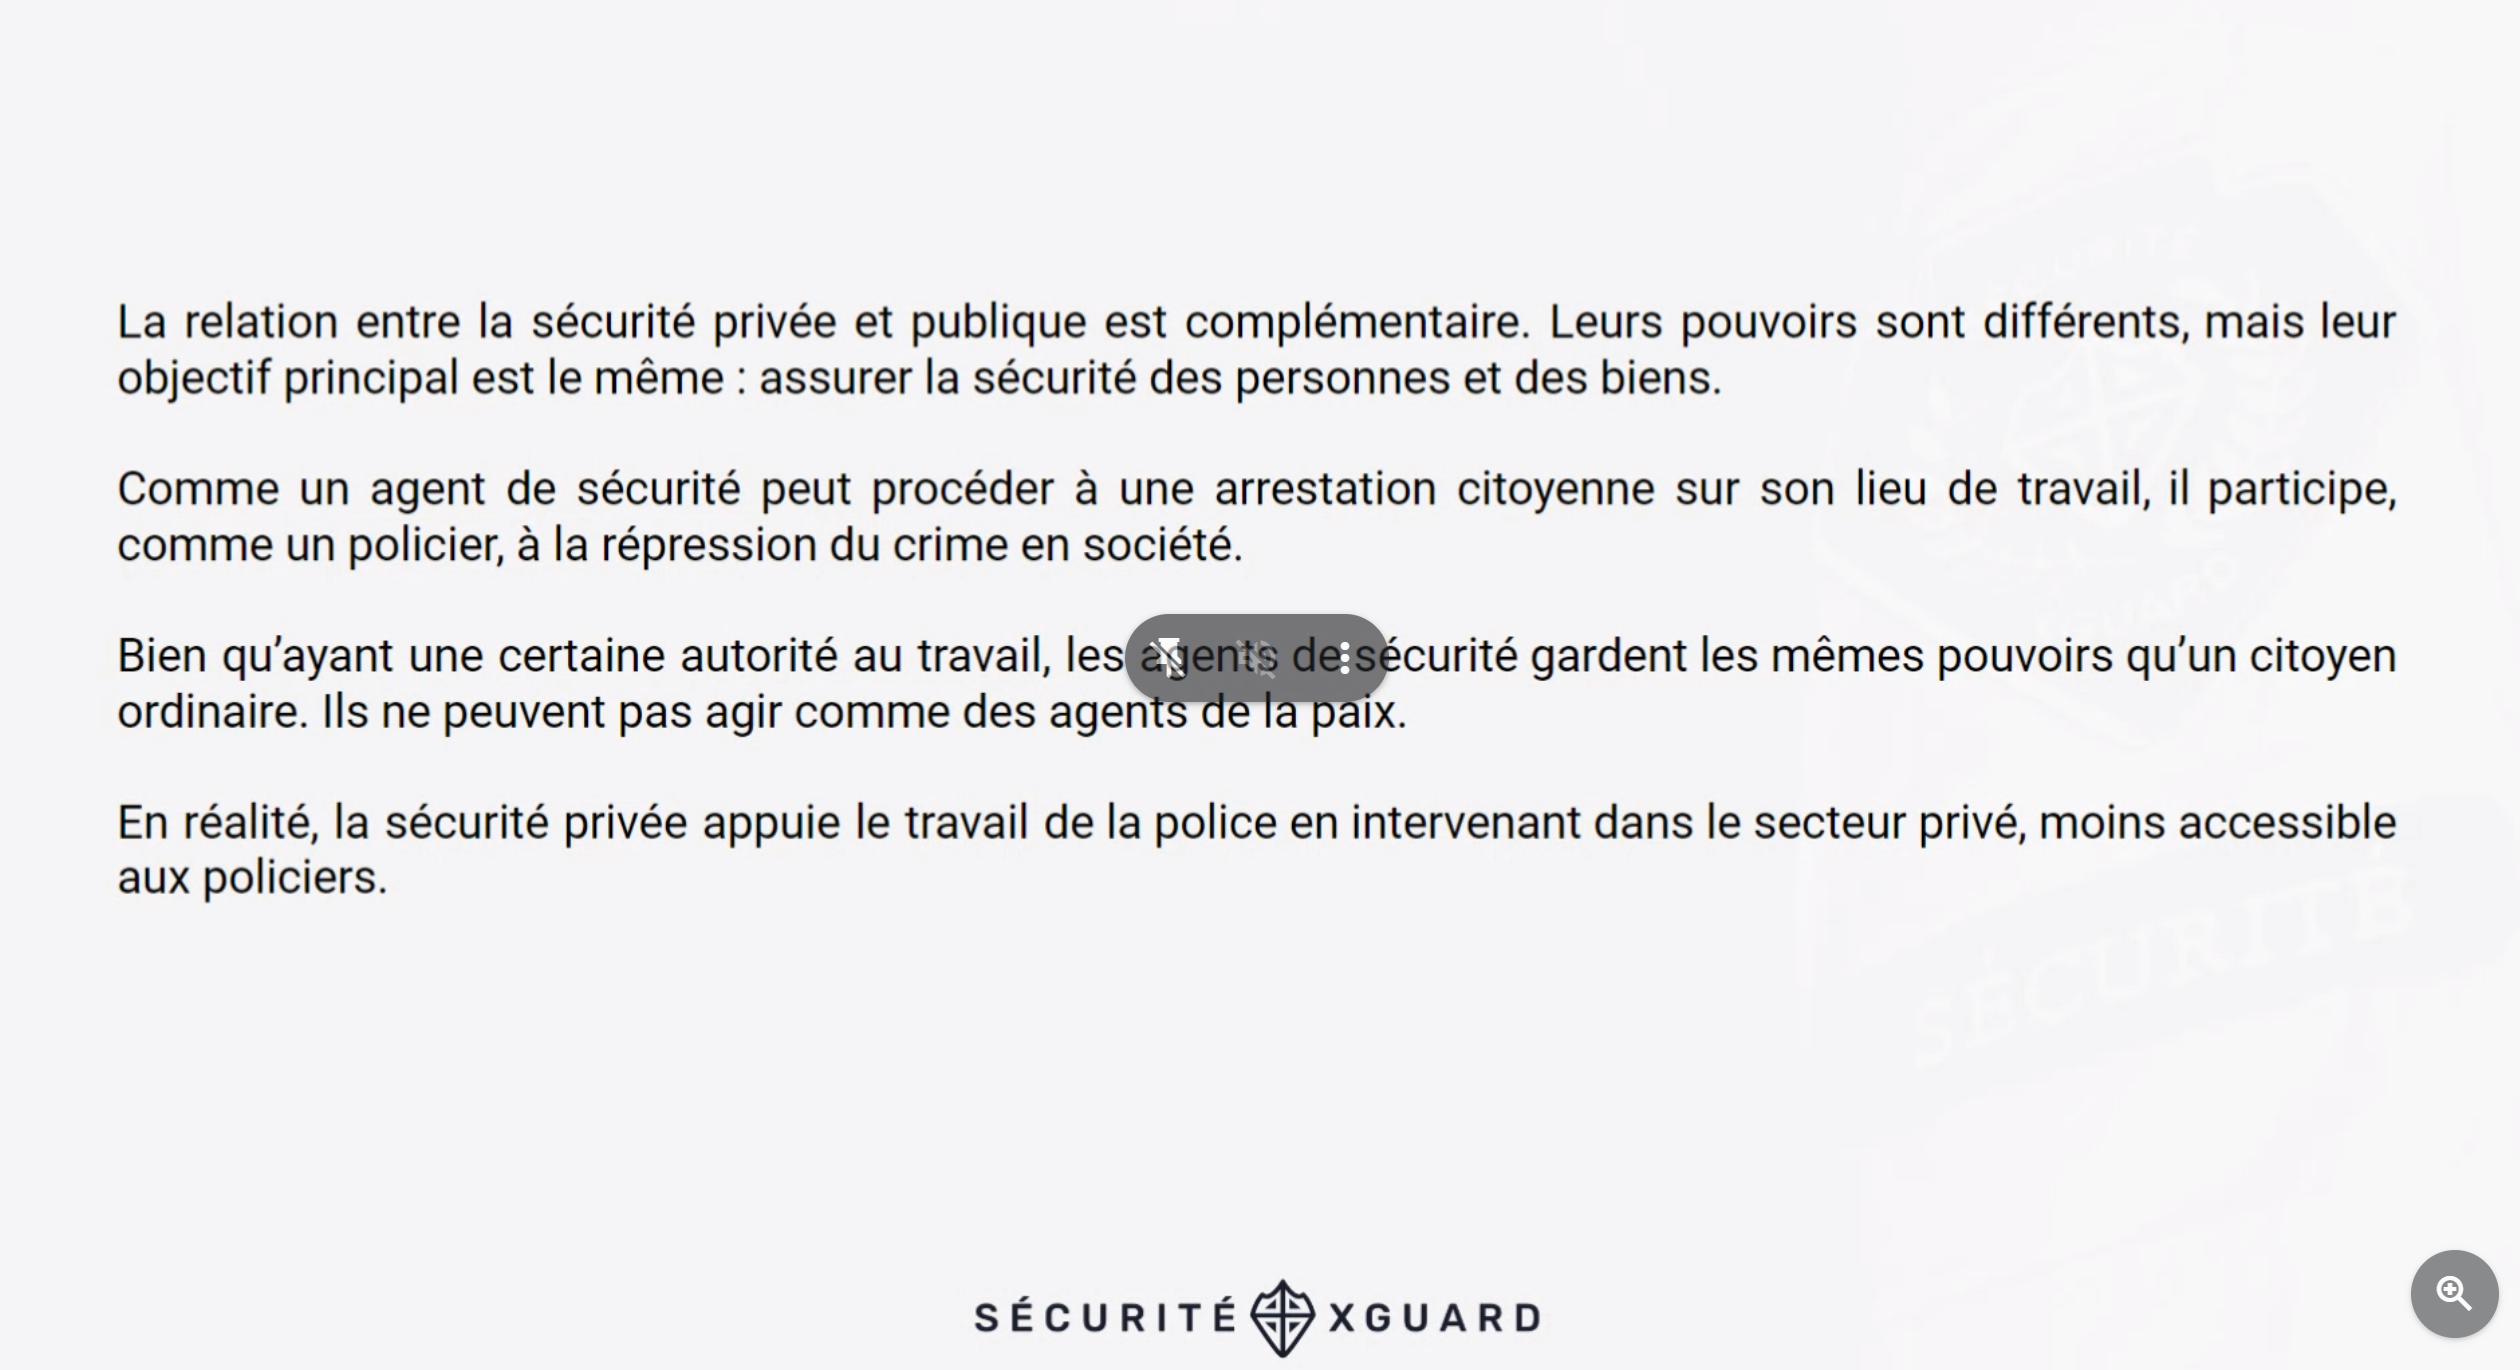 La relation entre la sécurité privée et publique est complémentaire. Leurs pouvoirs sont différents, mais leur
objectif principal est le même : assurer la sécurité des personnes et des biens.
Comme un agent de sécurité peut procéder à une arrestation citoyenne sur son lieu de travail, il participe,
comme un policier, à la répression du crime en société.
Bien qu’ayant une certaine autorité au travail, les agents de sécurité gardent les mêmes pouvoirs qu’un citoyen
ordinaire. Ils ne peuvent pas agir comme des agents de la paix.
En réalité, la sécurité privée appuie le travail de la police en intervenant dans le secteur privé, moins accessible
aux policiers.
SÉCURITÉ
SÉCURITÉ XGUARD